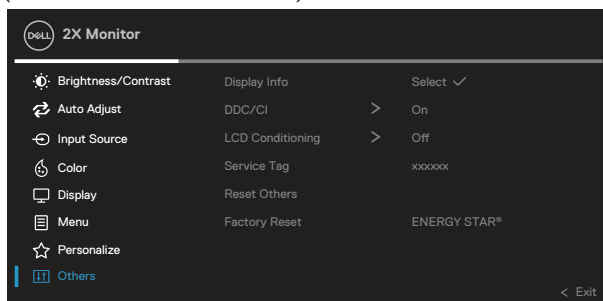 DELL 2X Monitor
Brightness/Contrast Display Info Select ✓
Auto Adjust DDC/CI > On
Input Source LCD Conditioning > Off
Color Service Tag xxxxxx
Display Reset Others
Menu Factory Reset ENERGY STAR®
Personalize
Others
< Exit